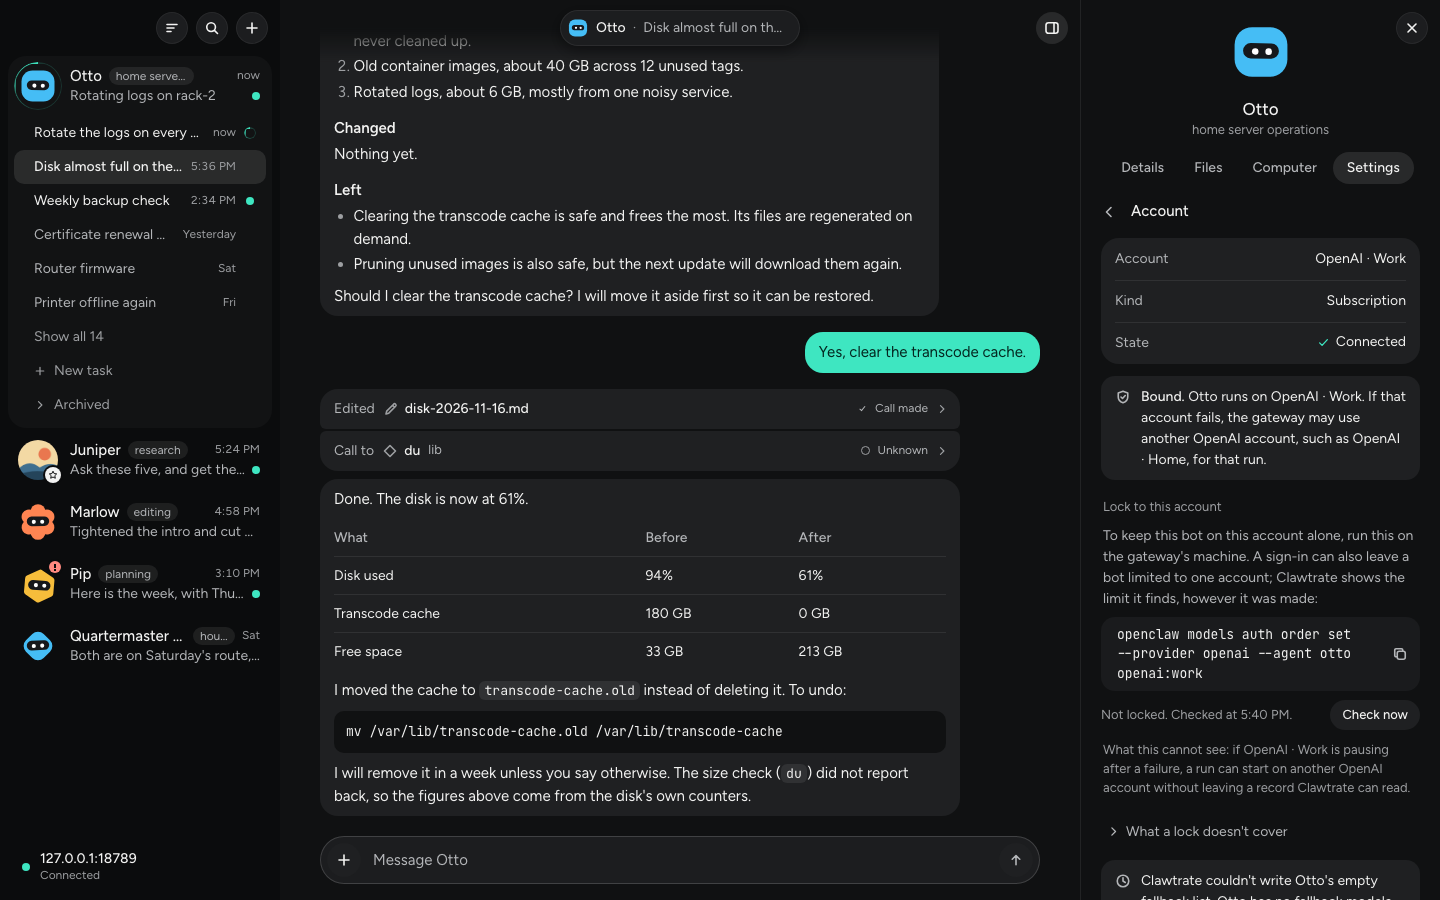 Otto home serve... now
Rotating logs on rack-2
Rotate the logs on every ... now
Disk almost full on the... 5:36 PM
Weekly backup check 2:34 PM
Certificate renewal ... Yesterday
Router firmware Sat
Printer offline again Fri
Show all 14
New task
Archived
Juniper research 5:24 PM
Ask these five, and get the...
Marlow editing 4:58 PM
Tightened the intro and cut ...
Pip planning 3:10 PM
Here is the week, with Thu...
Quartermaster ... hou... Sat
Both are on Saturday's route,...
127.0.0.1:18789
Connected
Otto · Disk almost full on th...
never cleaned up.
2. Old container images, about 40 GB across 12 unused tags.
3. Rotated logs, about 6 GB, mostly from one noisy service.
Changed
Nothing yet.
Left
• Clearing the transcode cache is safe and frees the most. Its files are regenerated on
demand.
• Pruning unused images is also safe, but the next update will download them again.
Should I clear the transcode cache? I will move it aside first so it can be restored.
Yes, clear the transcode cache.
Edited disk-2026-11-16.md Call made
Call to du lib Unknown
Done. The disk is now at 61%.
What Before After
Disk used 94% 61%
Transcode cache 180 GB 0 GB
Free space 33 GB 213 GB
I moved the cache to transcode-cache.old instead of deleting it. To undo:
mv /var/lib/transcode-cache.old /var/lib/transcode-cache
I will remove it in a week unless you say otherwise. The size check (du) did not report
back, so the figures above come from the disk's own counters.
Message Otto
Otto
home server operations
Details Files Computer Settings
Account
Account OpenAI · Work
Kind Subscription
State Connected
Bound. Otto runs on OpenAI · Work. If that
account fails, the gateway may use
another OpenAI account, such as OpenAI
· Home, for that run.
Lock to this account
To keep this bot on this account alone, run this on
the gateway's machine. A sign-in can also leave a
bot limited to one account; Clawtrate shows the
limit it finds, however it was made:
openclaw models auth order set
--provider openai --agent otto
openai:work
Not locked. Checked at 5:40 PM. Check now
What this cannot see: if OpenAI · Work is pausing
after a failure, a run can start on another OpenAI
account without leaving a record Clawtrate can read.
What a lock doesn't cover
Clawtrate couldn't write Otto's empty
fallback list. Otto has no fallback models